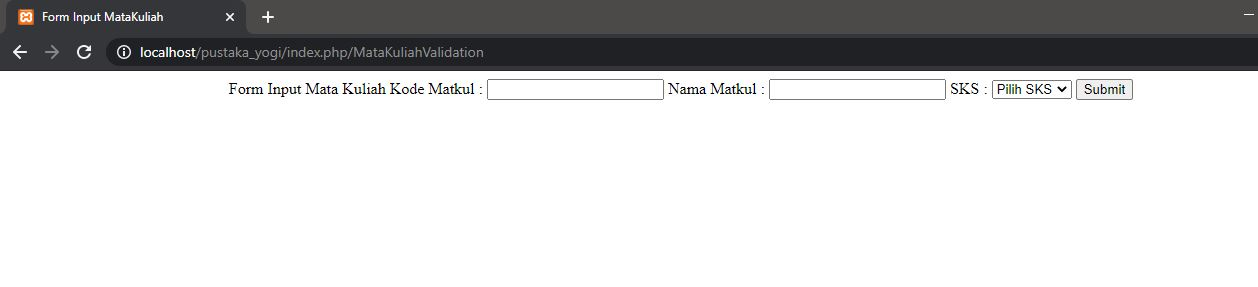 Form Input MataKuliah
localhost/pustaka_yogi/index.php/MataKuliahValidation
Form Input Mata Kuliah Kode Matkul : Nama Matkul : SKS : Pilih SKS Submit